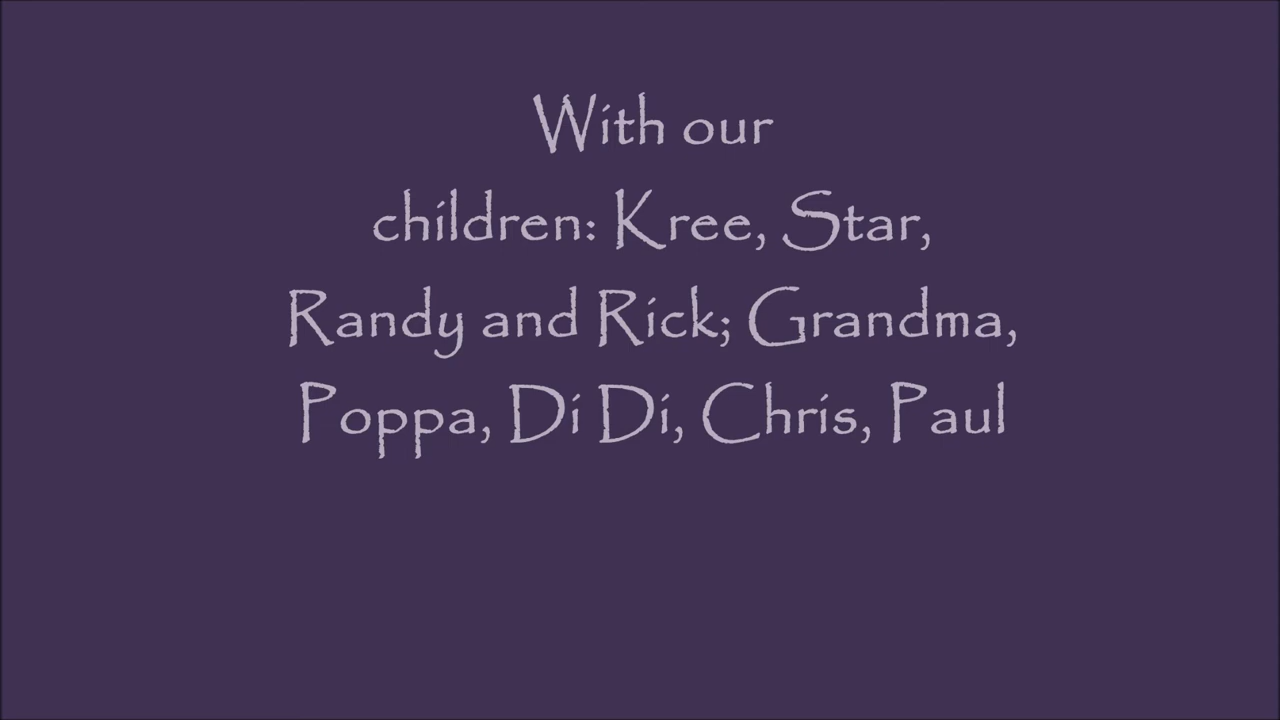 With our
children: Kree, Star,
Randy and Rick; Grandma,
Poppa, Di Di, Chris, Paul